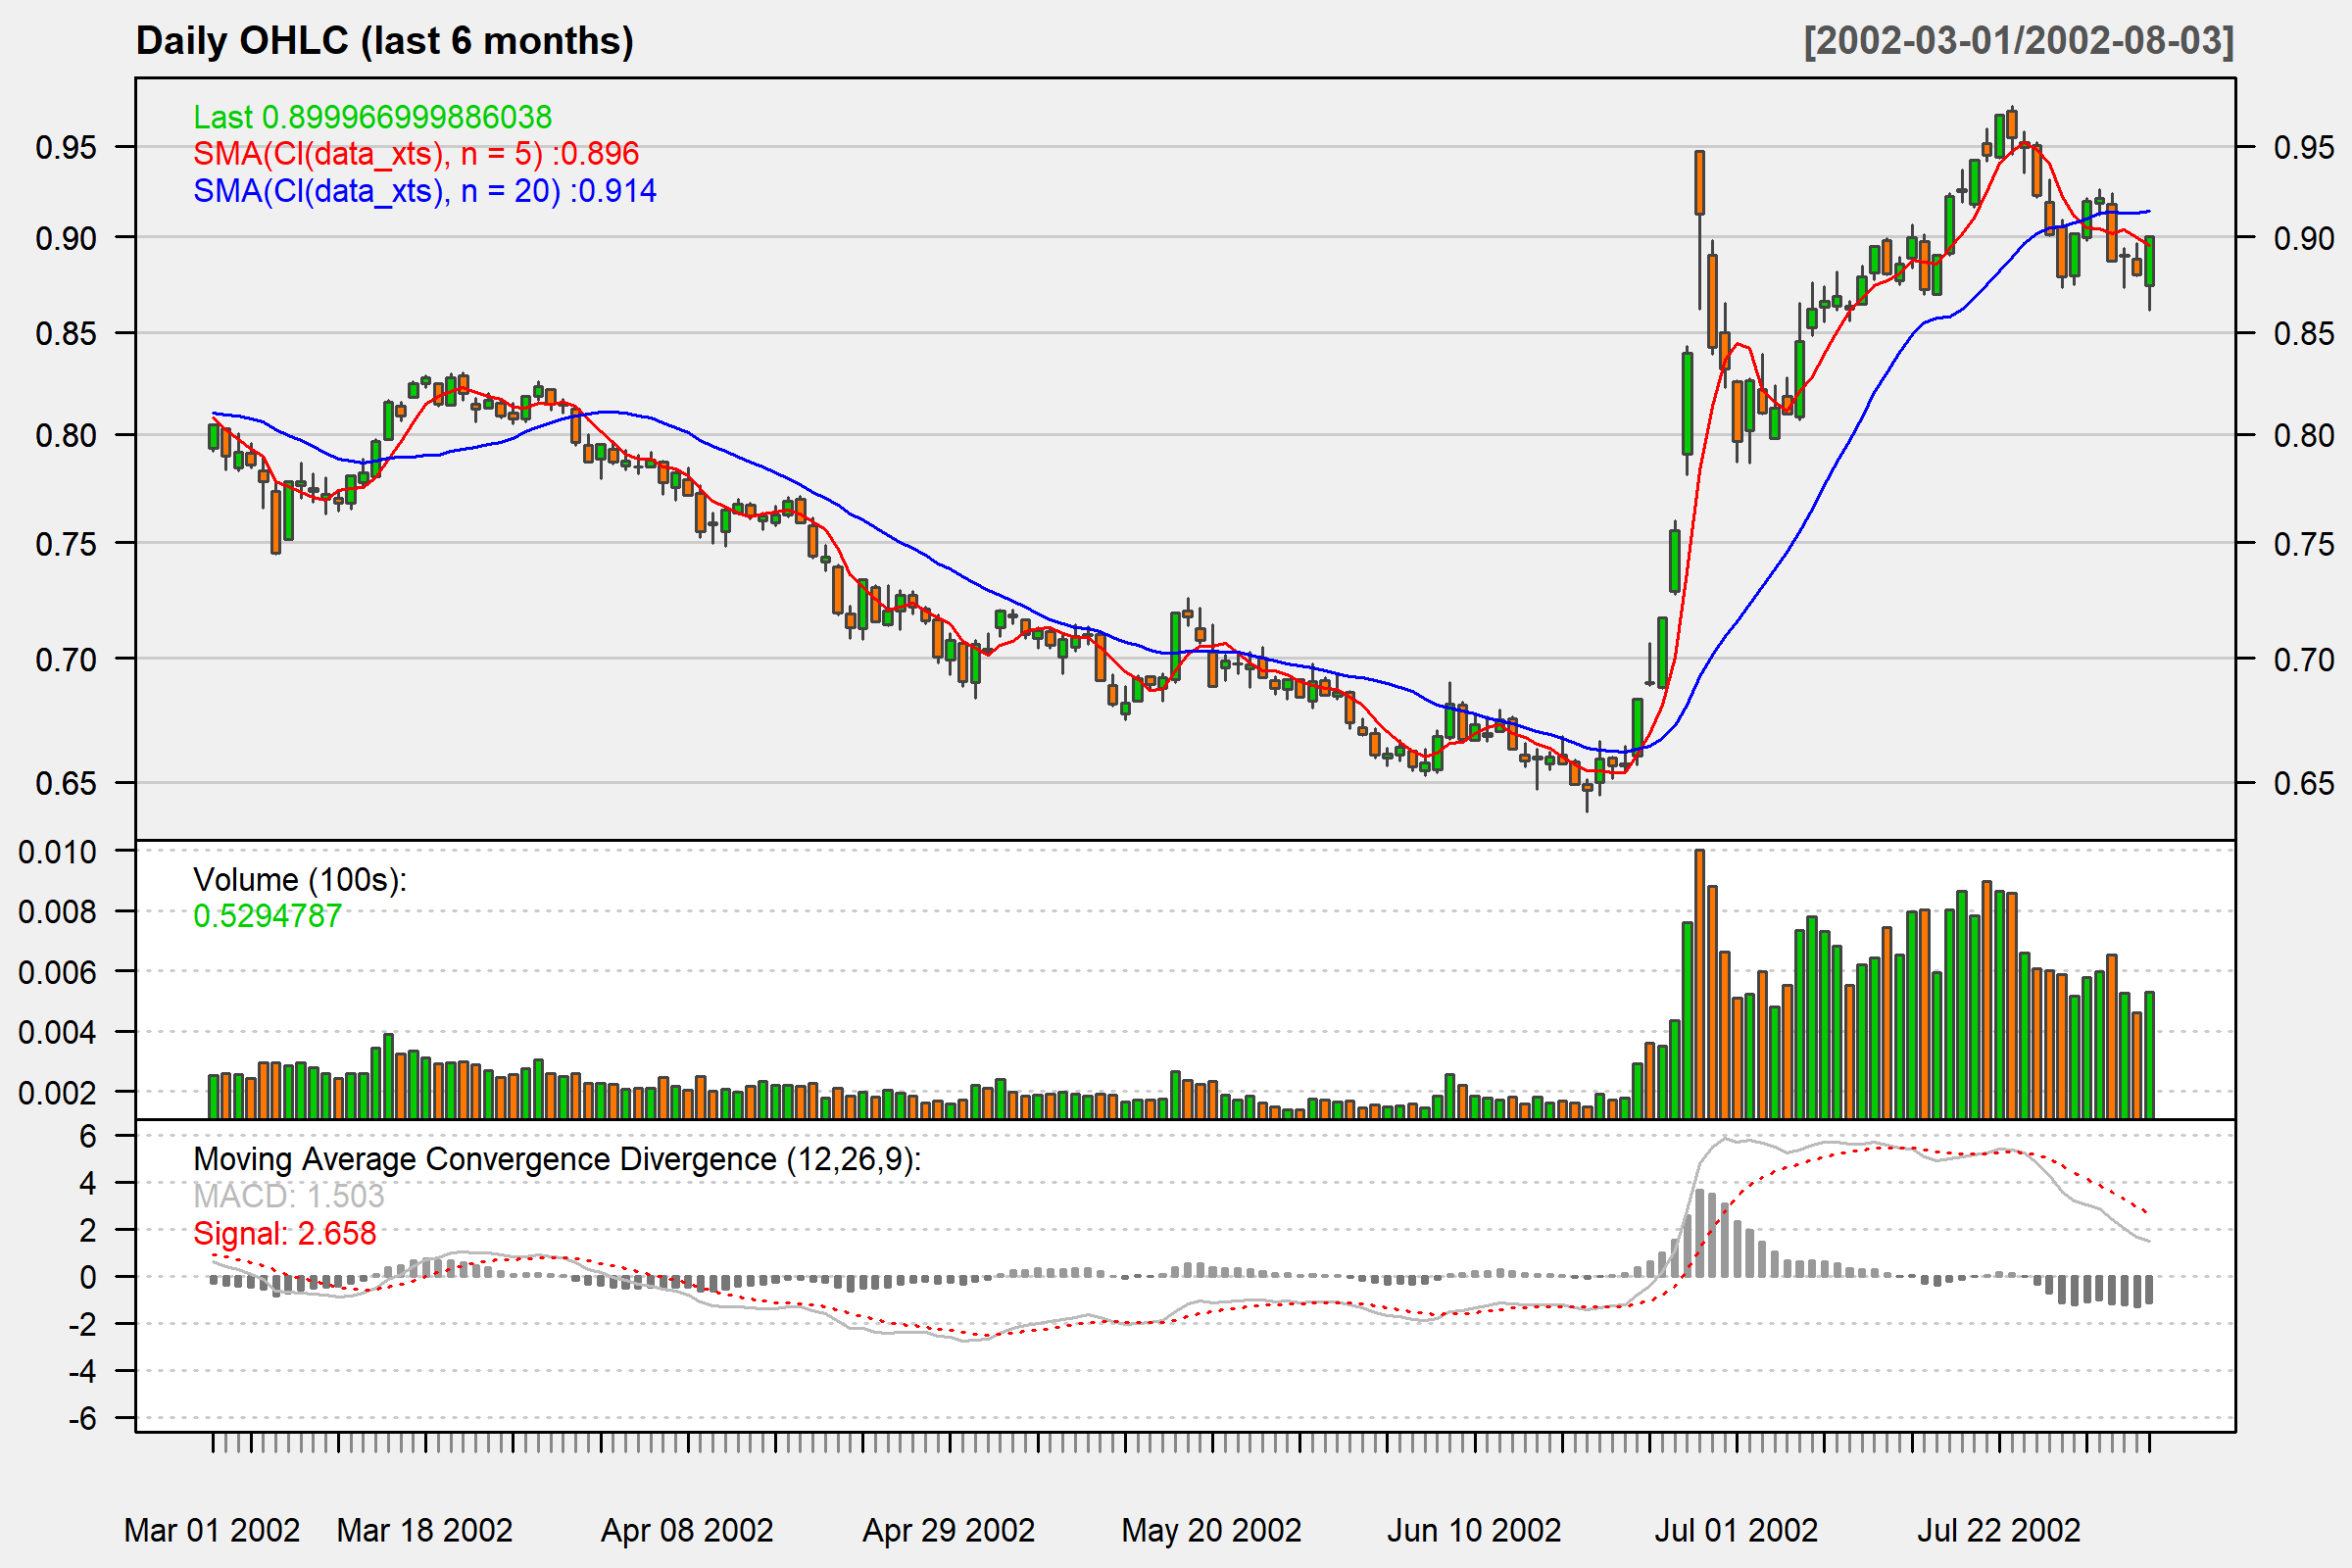 Daily OHLC (last 6 months) [2002-03-01/2002-08-03]
Last 0.899966999886038
SMA(Cl(data_xts), n = 5) :0.896
SMA(Cl(data_xts), n = 20) :0.914
0.95 0.95
0.90 0.90
0.85 0.85
0.80 0.80
0.75 0.75
0.70 0.70
0.65 0.65
0.010
Volume (100s):
0.5294787
0.008
0.006
0.004
0.002
6
Moving Average Convergence Divergence (12,26,9):
MACD: 1.503
Signal: 2.658
4
2
0
-2
-4
-6
Mar 01 2002 Mar 18 2002 Apr 08 2002 Apr 29 2002 May 20 2002 Jun 10 2002 Jul 01 2002 Jul 22 2002